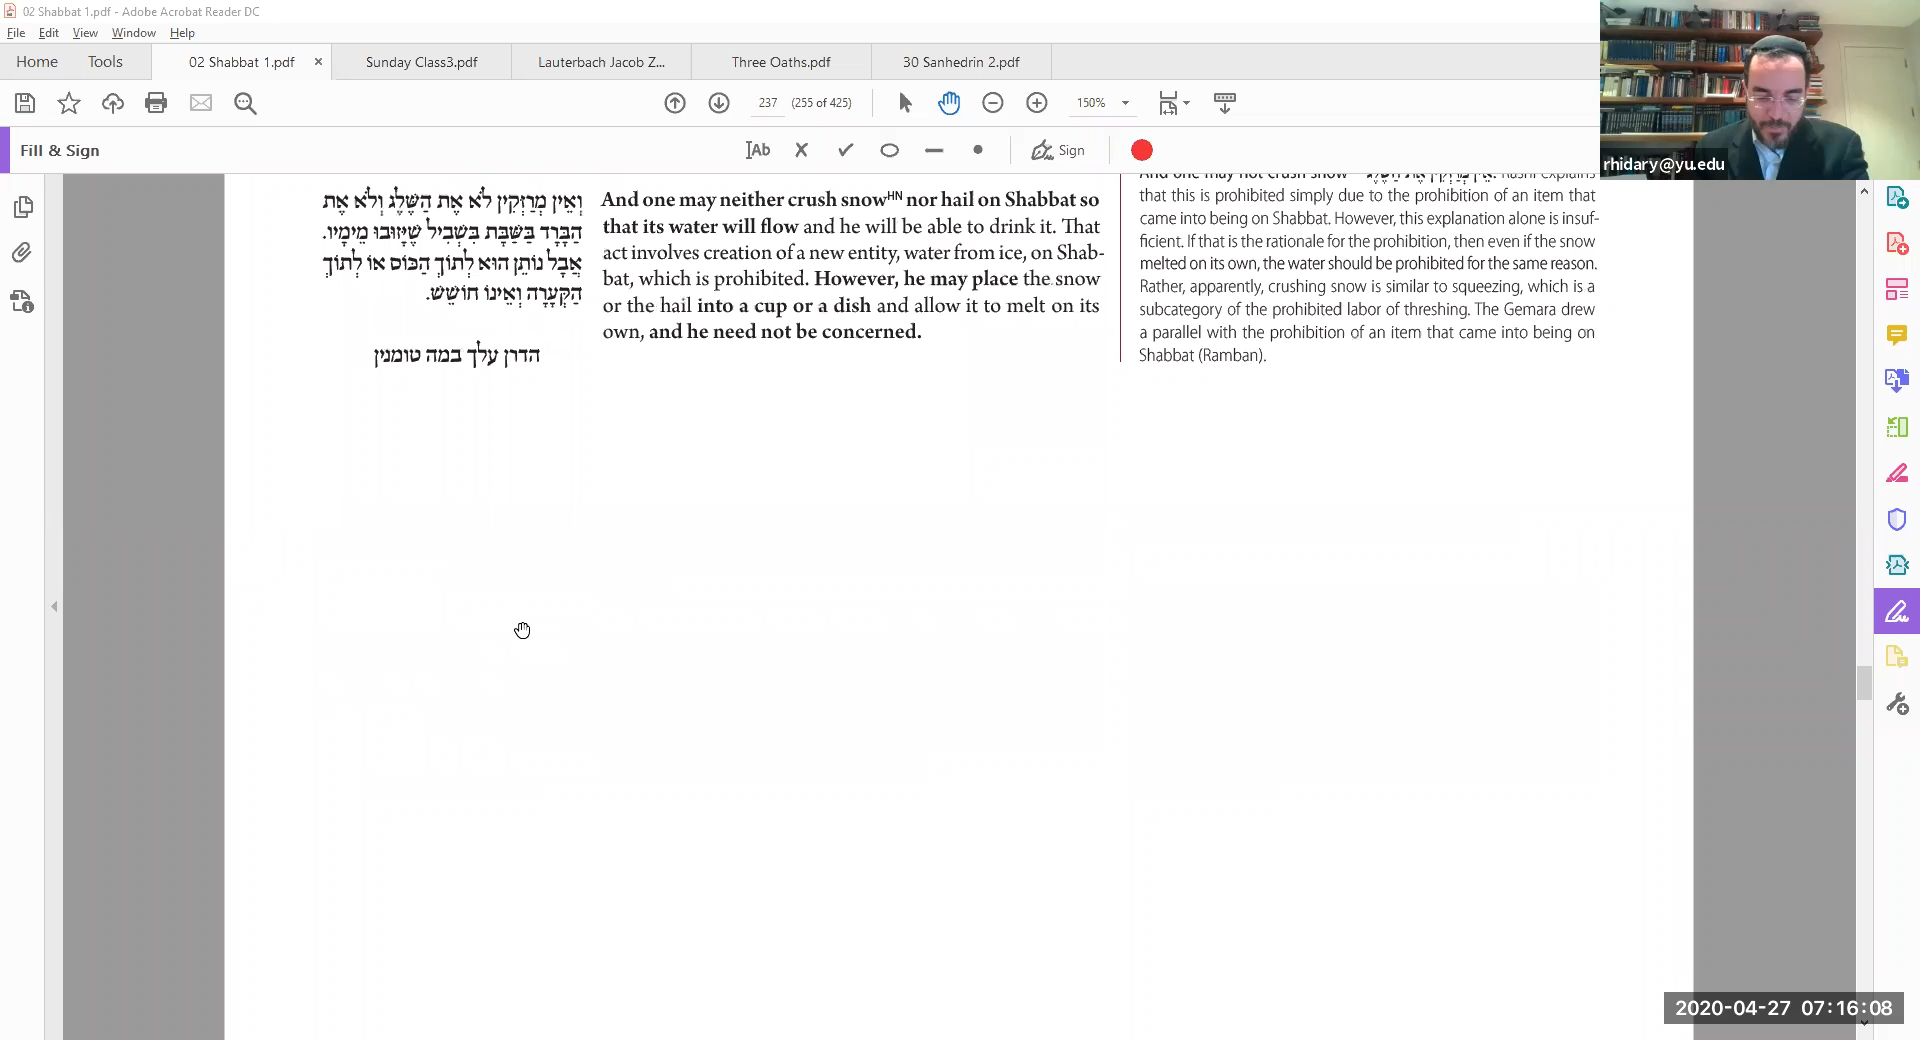 02 Shabbat 1.pdf - Adobe Acrobat Reader DC
File Edit View Window Help
Home Tools 02 Shabbat 1.pdf × Sunday Class3.pdf Lauterbach Jacob Z... Three Oaths.pdf 30 Sanhedrin 2.pdf
237 (255 of 425) 150%
Fill & Sign
Ab Sign
rhidary@yu.edu
וְאֵין מְרַזְּקִין לֹא אֶת הַשֶּׁלֶג וְלֹא אֶת
הַבָּרָד בַּשַּׁבָּת בִּשְׁבִיל שֶׁיָּזוּבוּ מֵימָיו.
אֲבָל נוֹתֵן הוּא לְתוֹךְ הַכּוֹס אוֹ לְתוֹךְ
הַקְּעָרָה וְאֵינוֹ חוֹשֵׁשׁ.
הדרן עלך במה טומנין
And one may neither crush snowHN nor hail on Shabbat so
that its water will flow and he will be able to drink it. That
act involves creation of a new entity, water from ice, on Shab-
bat, which is prohibited. However, he may place the snow
or the hail into a cup or a dish and allow it to melt on its
own, and he need not be concerned.
And one may not crush snow אֵין מְרַזְּקִין אֶת הַשֶּׁלֶג: Rashi explains
that this is prohibited simply due to the prohibition of an item that
came into being on Shabbat. However, this explanation alone is insuf-
ficient. If that is the rationale for the prohibition, then even if the snow
melted on its own, the water should be prohibited for the same reason.
Rather, apparently, crushing snow is similar to squeezing, which is a
subcategory of the prohibited labor of threshing. The Gemara drew
a parallel with the prohibition of an item that came into being on
Shabbat (Ramban).
2020-04-27 07:16:08